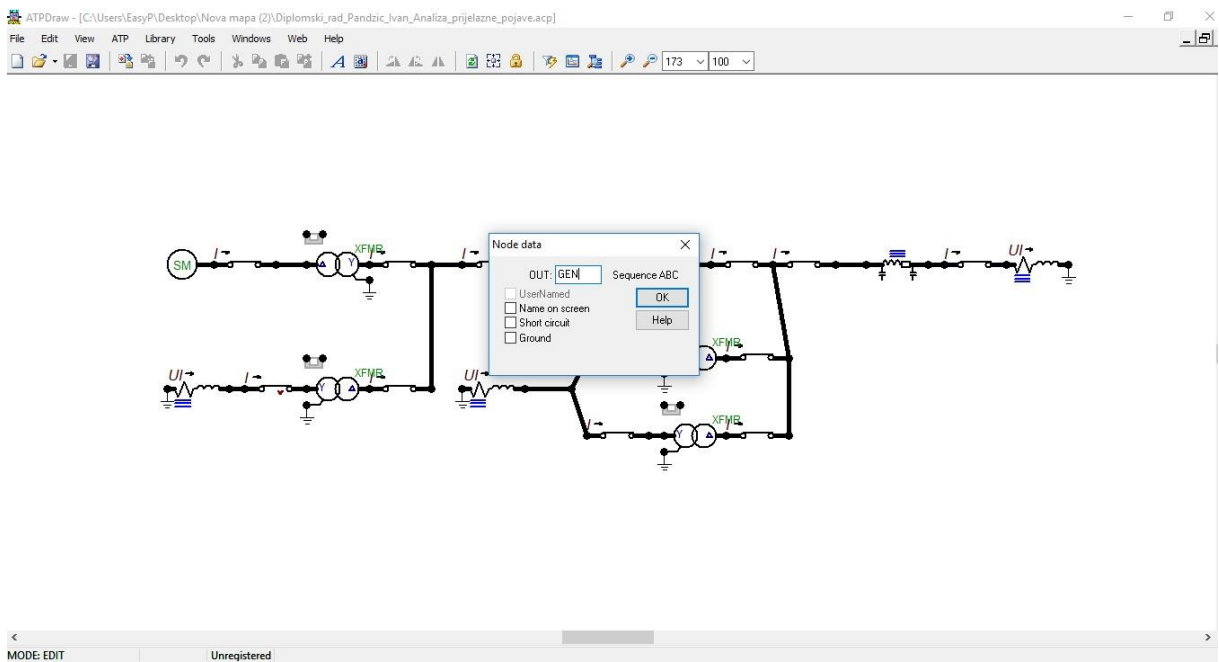 ATPDraw - [C:\Users\EasyP\Desktop\Nova mapa (2)\Diplomski_rad_Pandzic_Ivan_Analiza_prijelazne_pojave.acp]
File Edit View ATP Library Tools Windows Web Help
173 100
Node data
OUT: GEN Sequence ABC
UserNamed
OK
Name on screen
Short circuit
Help
Ground
SM I XFMR I I I UI
Y
UI I XFMR I UI XFMR I
Y
I XFMR I
Y
MODE: EDIT Unregistered